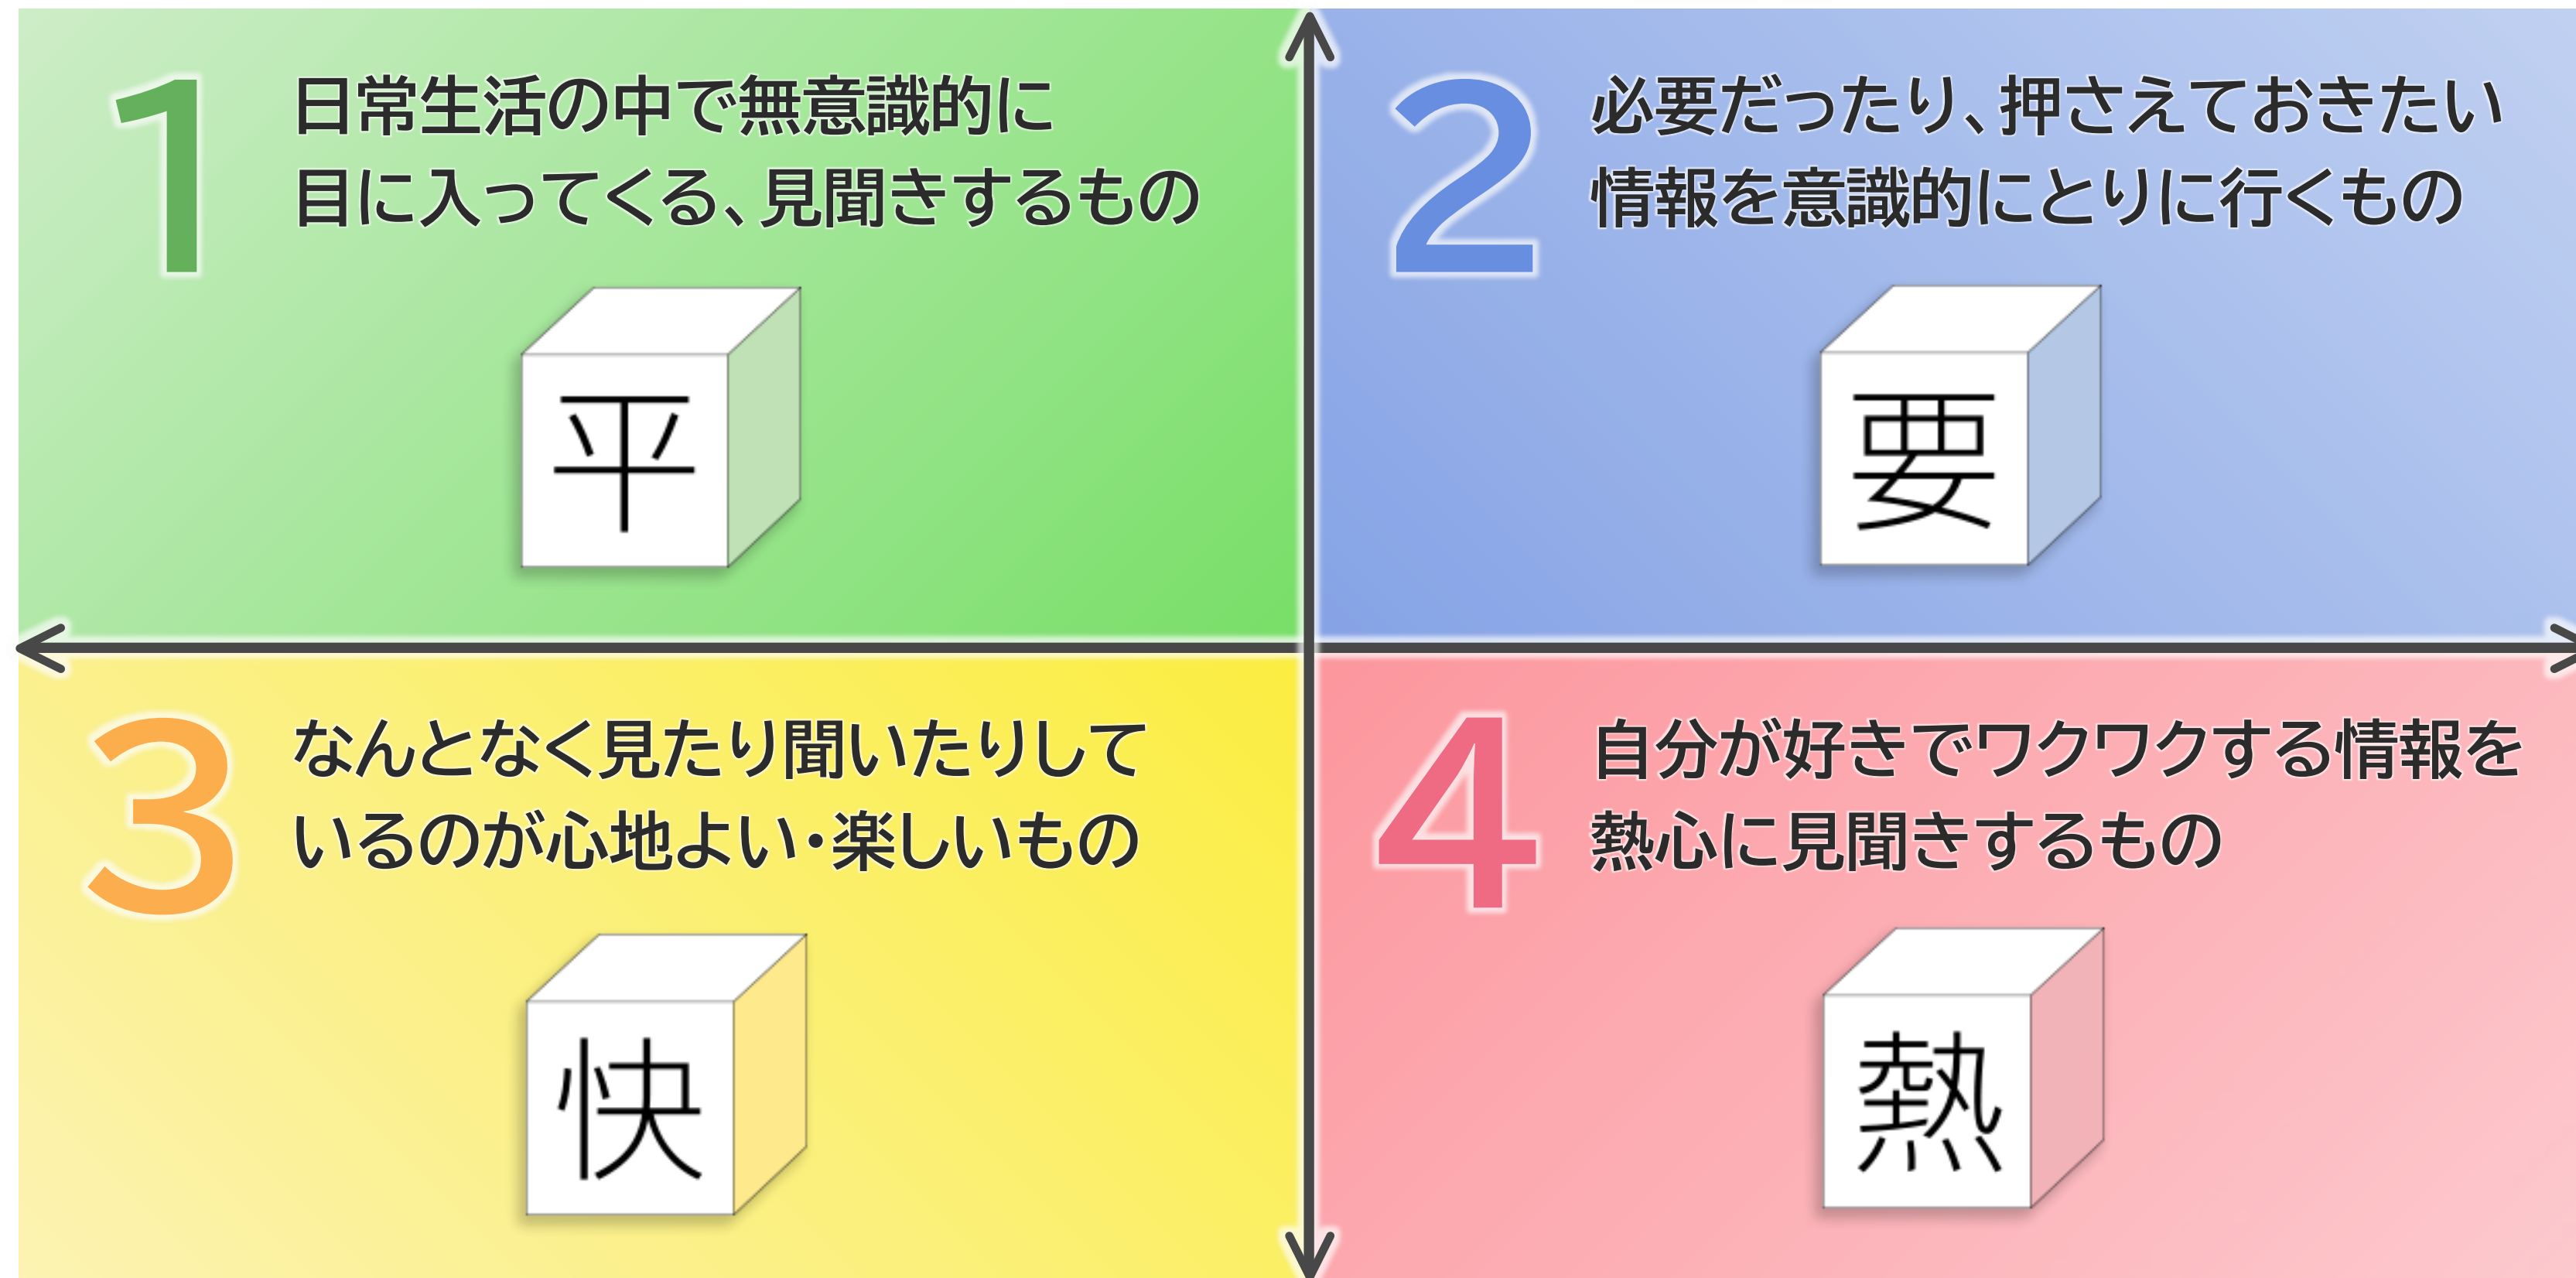 1
日常生活の中で無意識的に
目に入ってくる、見聞きするもの
平
2
必要だったり、押さえておきたい
情報を意識的にとりに行くもの
要
3
なんとなく見たり聞いたりして
いるのが心地よい・楽しいもの
快
4
自分が好きでワクワクする情報を
熱心に見聞きするもの
熱